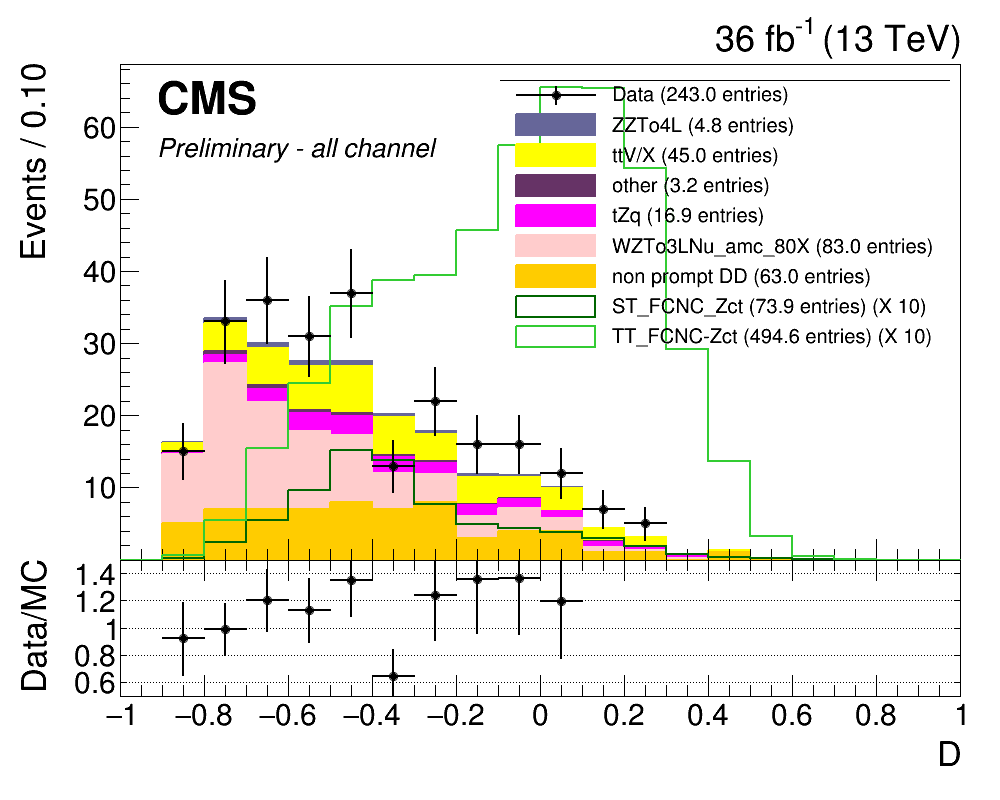 36 fb-1 (13 TeV)
Events / 0.10
CMS
Preliminary - all channel
Data (243.0 entries)
ZZTo4L (4.8 entries)
ttV/X (45.0 entries)
other (3.2 entries)
tZq (16.9 entries)
WZTo3LNu_amc_80X (83.0 entries)
non prompt DD (63.0 entries)
ST_FCNC_Zct (73.9 entries) (X 10)
TT_FCNC-Zct (494.6 entries) (X 10)
60
50
40
30
20
10
Data/MC
1.4
1.2
1
0.8
0.6
−1 −0.8 −0.6 −0.4 −0.2 0 0.2 0.4 0.6 0.8 1
D